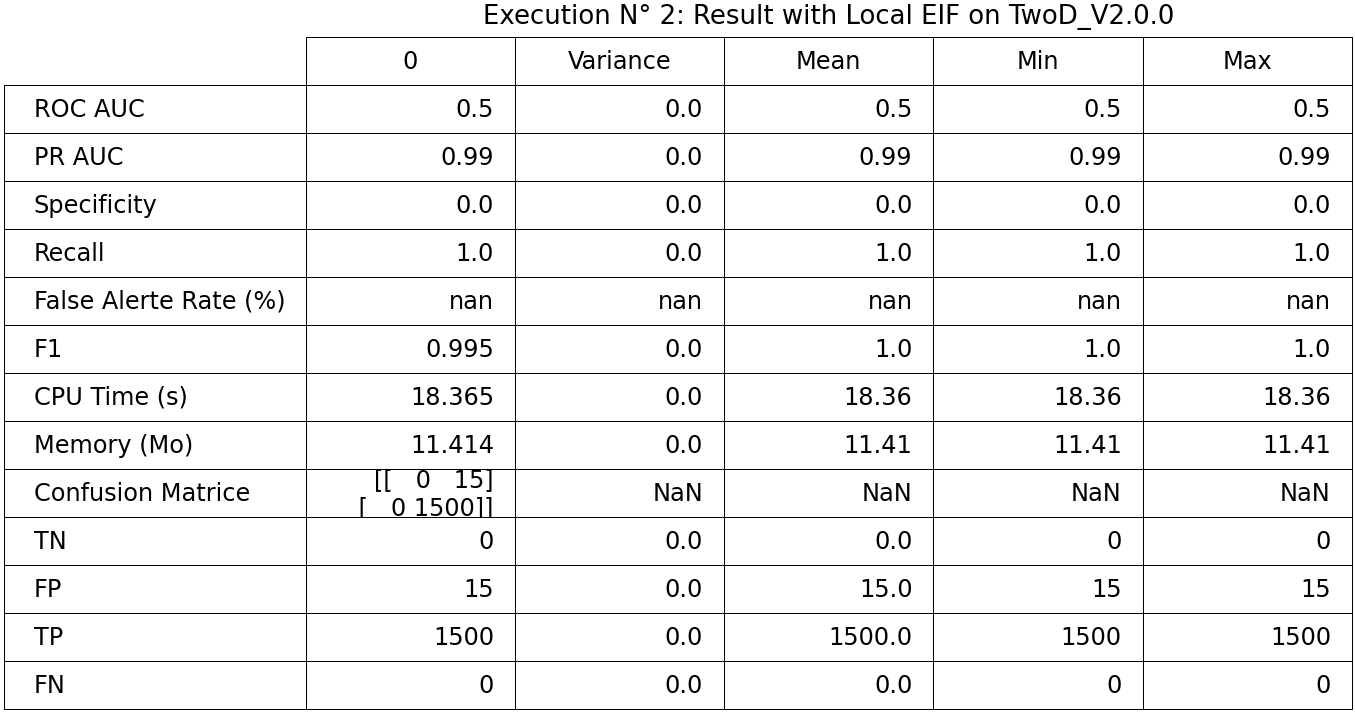 Execution N° 2: Result with Local EIF on TwoD_V2.0.0
0 Variance Mean Min Max
ROC AUC 0.5 0.0 0.5 0.5 0.5
PR AUC 0.99 0.0 0.99 0.99 0.99
Specificity 0.0 0.0 0.0 0.0 0.0
Recall 1.0 0.0 1.0 1.0 1.0
False Alerte Rate (%) nan nan nan nan nan
F1 0.995 0.0 1.0 1.0 1.0
CPU Time (s) 18.365 0.0 18.36 18.36 18.36
Memory (Mo) 11.414 0.0 11.41 11.41 11.41
Confusion Matrice [[ 0 15] NaN NaN NaN NaN
[ 0 1500]]
TN 0 0.0 0.0 0 0
FP 15 0.0 15.0 15 15
TP 1500 0.0 1500.0 1500 1500
FN 0 0.0 0.0 0 0